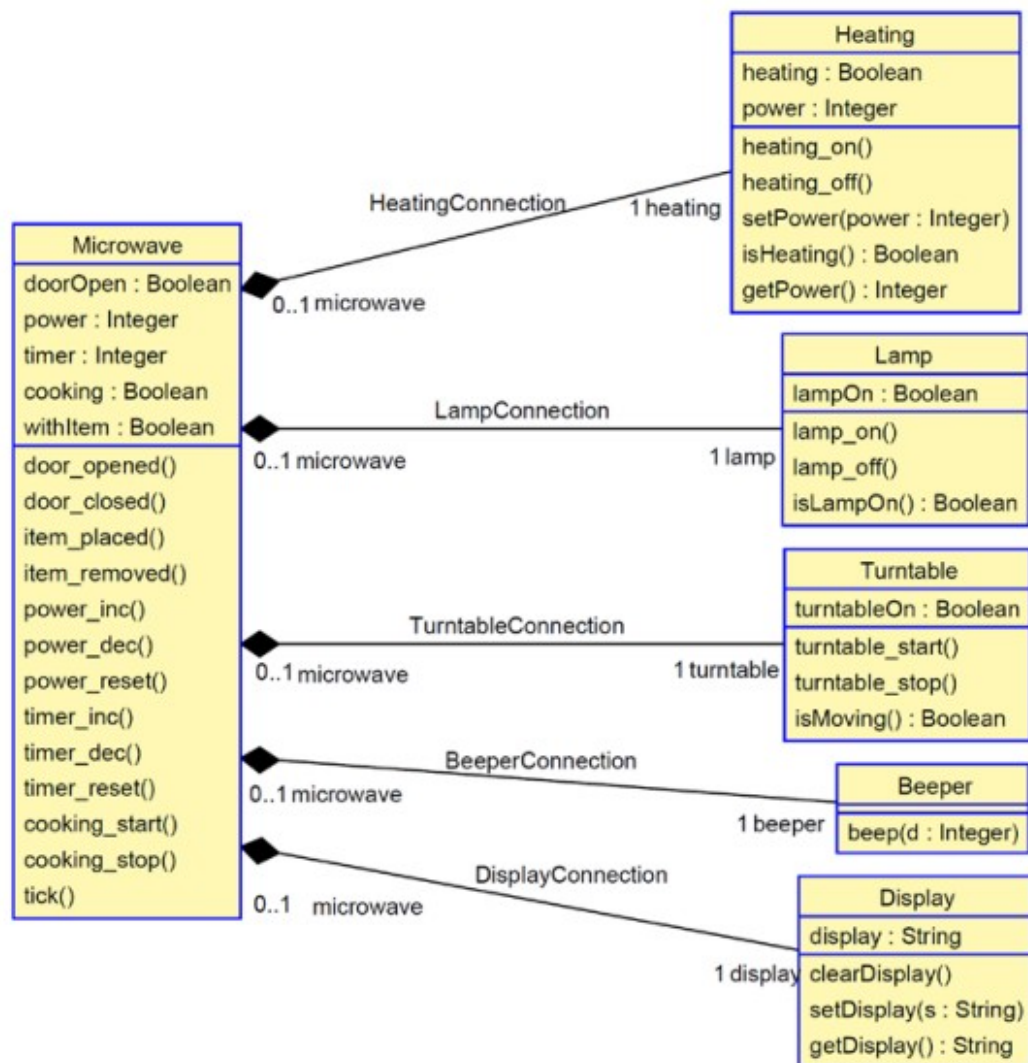 Microwave
doorOpen : Boolean
power : Integer
timer : Integer
cooking : Boolean
withItem : Boolean
door_opened()
door_closed()
item_placed()
item_removed()
power_inc()
power_dec()
power_reset()
timer_inc()
timer_dec()
timer_reset()
cooking_start()
cooking_stop()
tick()
HeatingConnection
0..1 microwave
1 heating
Heating
heating : Boolean
power : Integer
heating_on()
heating_off()
setPower(power : Integer)
isHeating() : Boolean
getPower() : Integer
LampConnection
0..1 microwave
1 lamp
Lamp
lampOn : Boolean
lamp_on()
lamp_off()
isLampOn() : Boolean
TurntableConnection
0..1 microwave
1 turntable
Turntable
turntableOn : Boolean
turntable_start()
turntable_stop()
isMoving() : Boolean
BeeperConnection
0..1 microwave
1 beeper
Beeper
beep(d : Integer)
DisplayConnection
0..1 microwave
1 display
Display
display : String
clearDisplay()
setDisplay(s : String)
getDisplay() : String